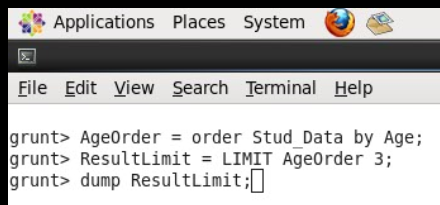 Applications Places System
File Edit View Search Terminal Help
grunt> AgeOrder = order Stud_Data by Age;
grunt> ResultLimit = LIMIT AgeOrder 3;
grunt> dump ResultLimit;